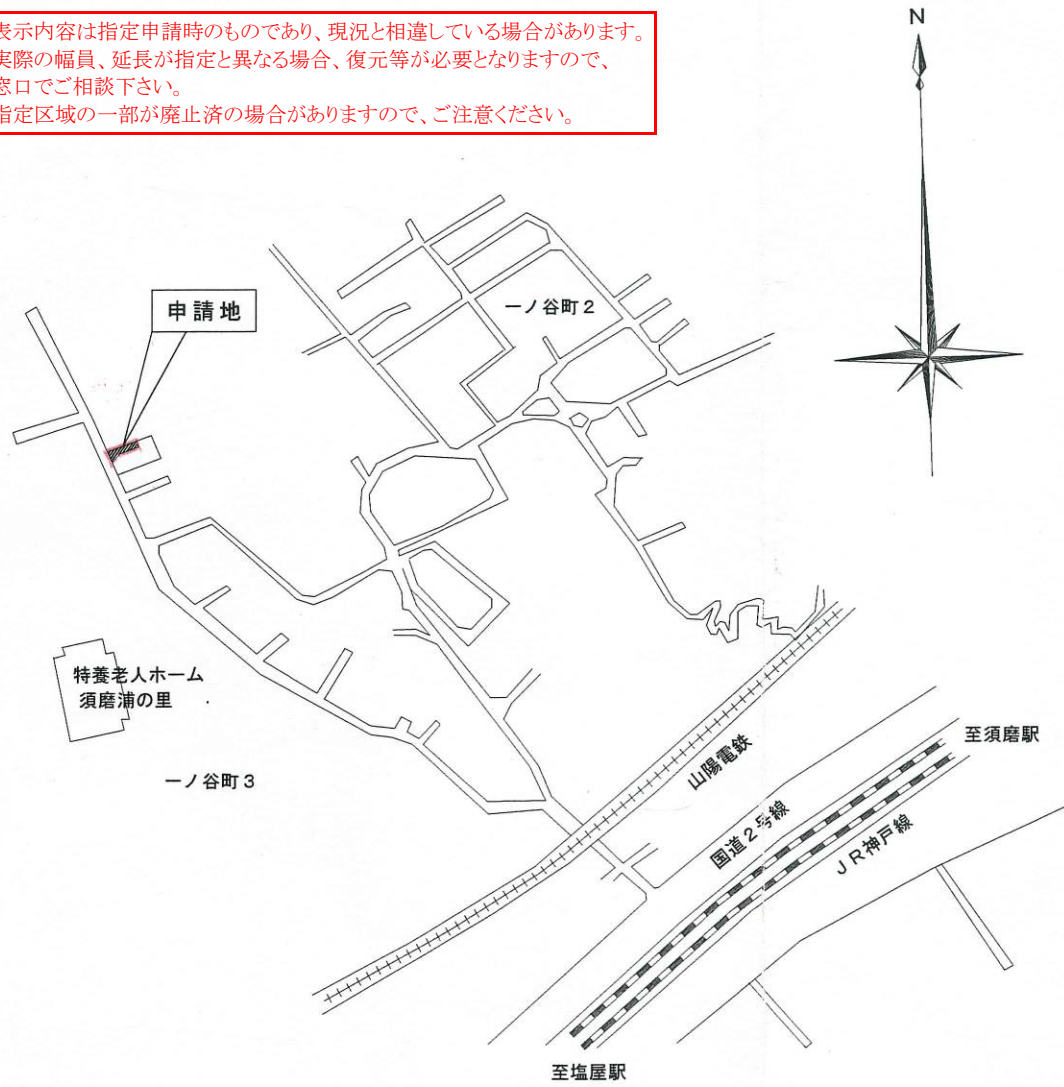 表示内容は指定申請時のものであり、現況と相違している場合があります。
実際の幅員、延長が指定と異なる場合、復元等が必要となりますので、
窓口でご相談下さい。
指定区域の一部が廃止済の場合がありますので、ご注意ください。
N
申請地
一ノ谷町2
特養老人ホーム
須磨浦の里
一ノ谷町3
山陽電鉄
至須磨駅
国道2号線
JR神戸線
至塩屋駅